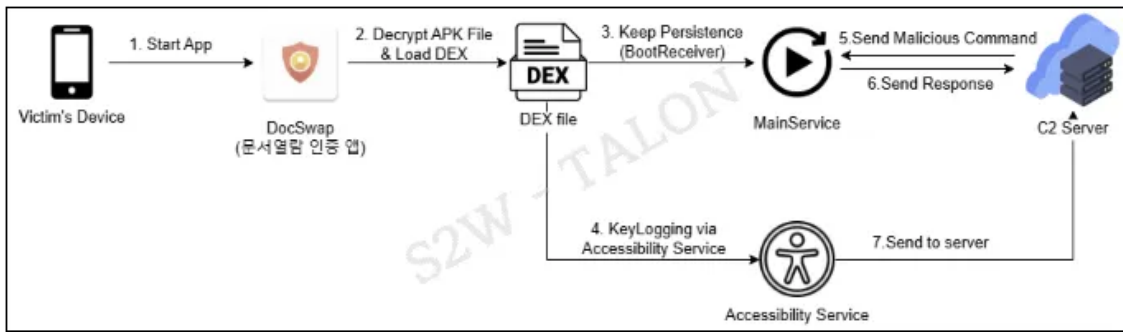 1. Start App
2. Decrypt APK File
& Load DEX
3. Keep Persistence
(BootReceiver)
5.Send Malicious Command
6.Send Response
DEX
Victim's Device
DocSwap
(문서열람 인증 앱)
DEX file
MainService
C2 Server
S2W - TALON
4. KeyLogging via
Accessibility Service
7.Send to server
Accessibility Service